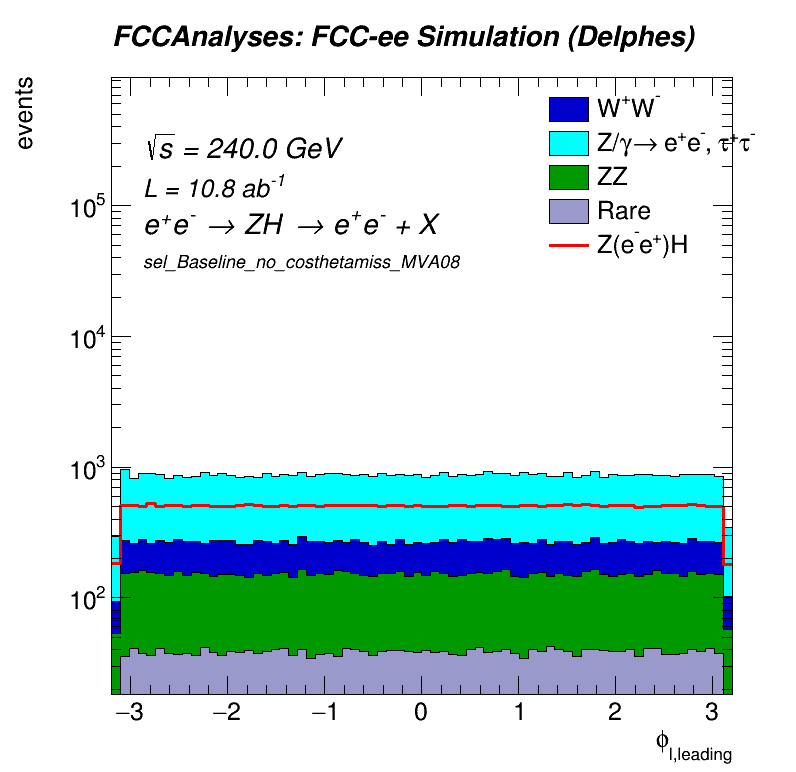 FCCAnalyses: FCC-ee Simulation (Delphes)
events
√s = 240.0 GeV
L = 10.8 ab⁻¹
e⁺e⁻ → ZH → e⁺e⁻ + X
sel_Baseline_no_costhetamiss_MVA08
W⁺W⁻
Z/γ→ e⁺e⁻, τ⁺τ⁻
ZZ
Rare
Z(e⁻e⁺)H
10⁵
10⁴
10³
10²
−3 −2 −1 0 1 2 3
ϕl,leading